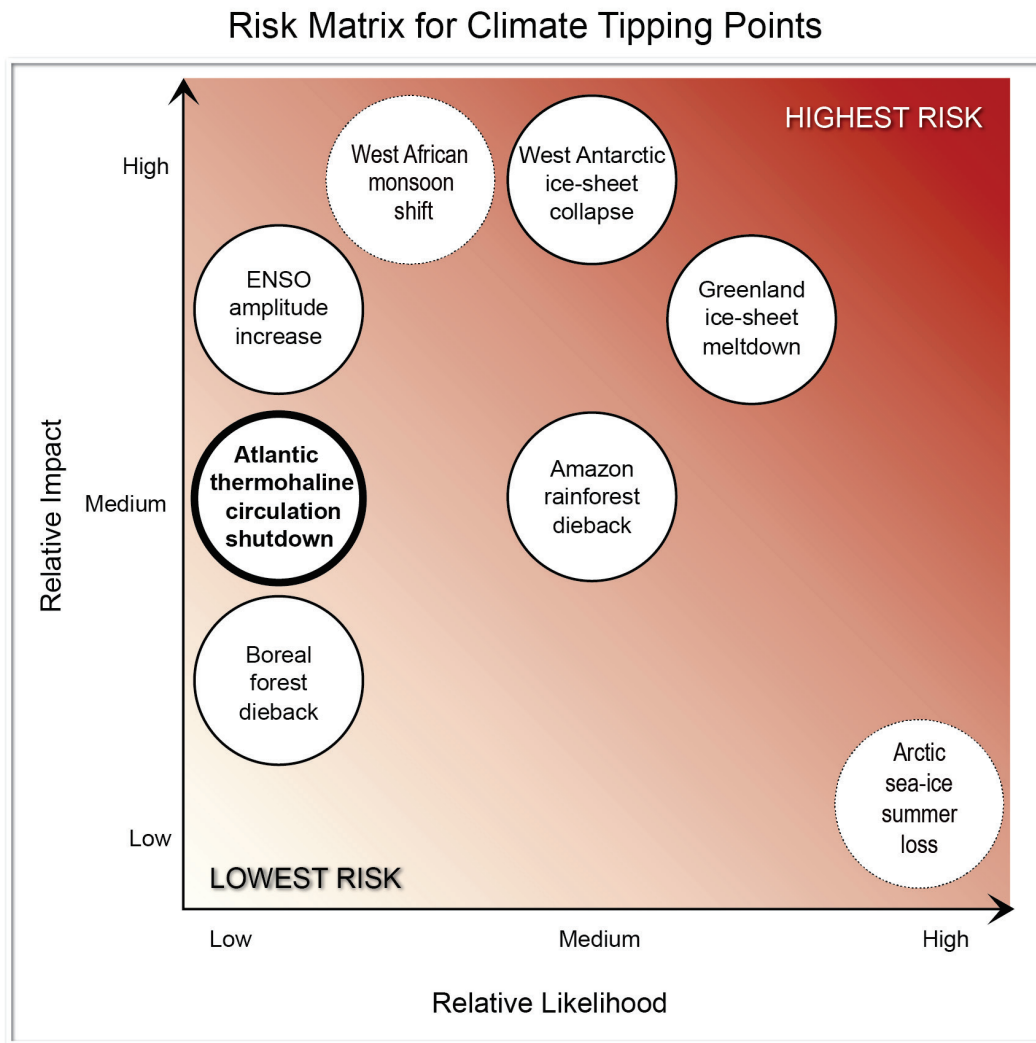 Risk Matrix for Climate Tipping Points
HIGHEST RISK
High
West African
monsoon
shift
West Antarctic
ice-sheet
collapse
ENSO
amplitude
increase
Greenland
ice-sheet
meltdown
Relative Impact
Medium
Atlantic
thermohaline
circulation
shutdown
Amazon
rainforest
dieback
Boreal
forest
dieback
Arctic
sea-ice
summer
loss
Low
LOWEST RISK
Low
Medium
High
Relative Likelihood